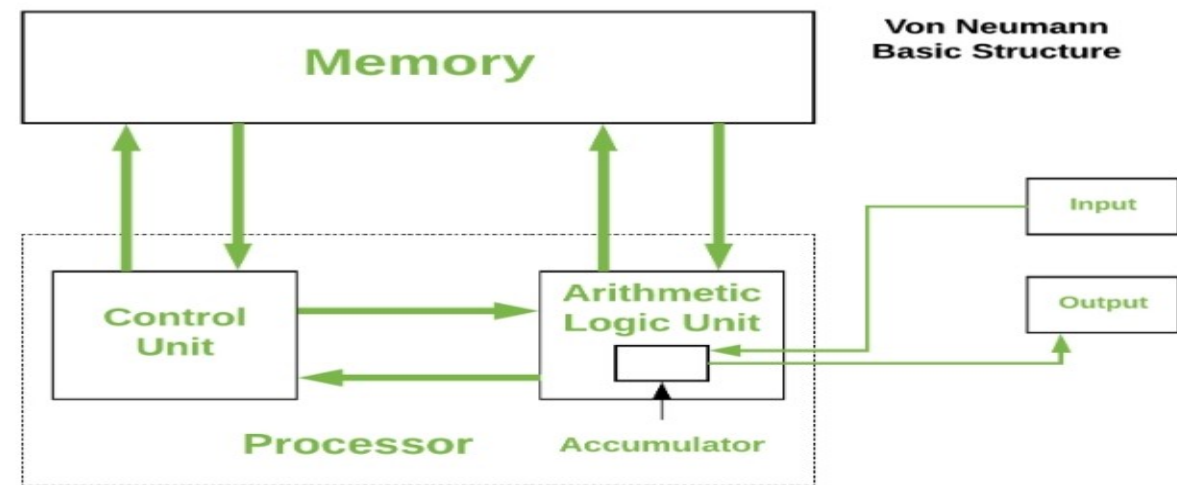 Von Neumann
Basic Structure
Memory
Input
Output
Control
Unit
Arithmetic
Logic Unit
Processor
Accumulator